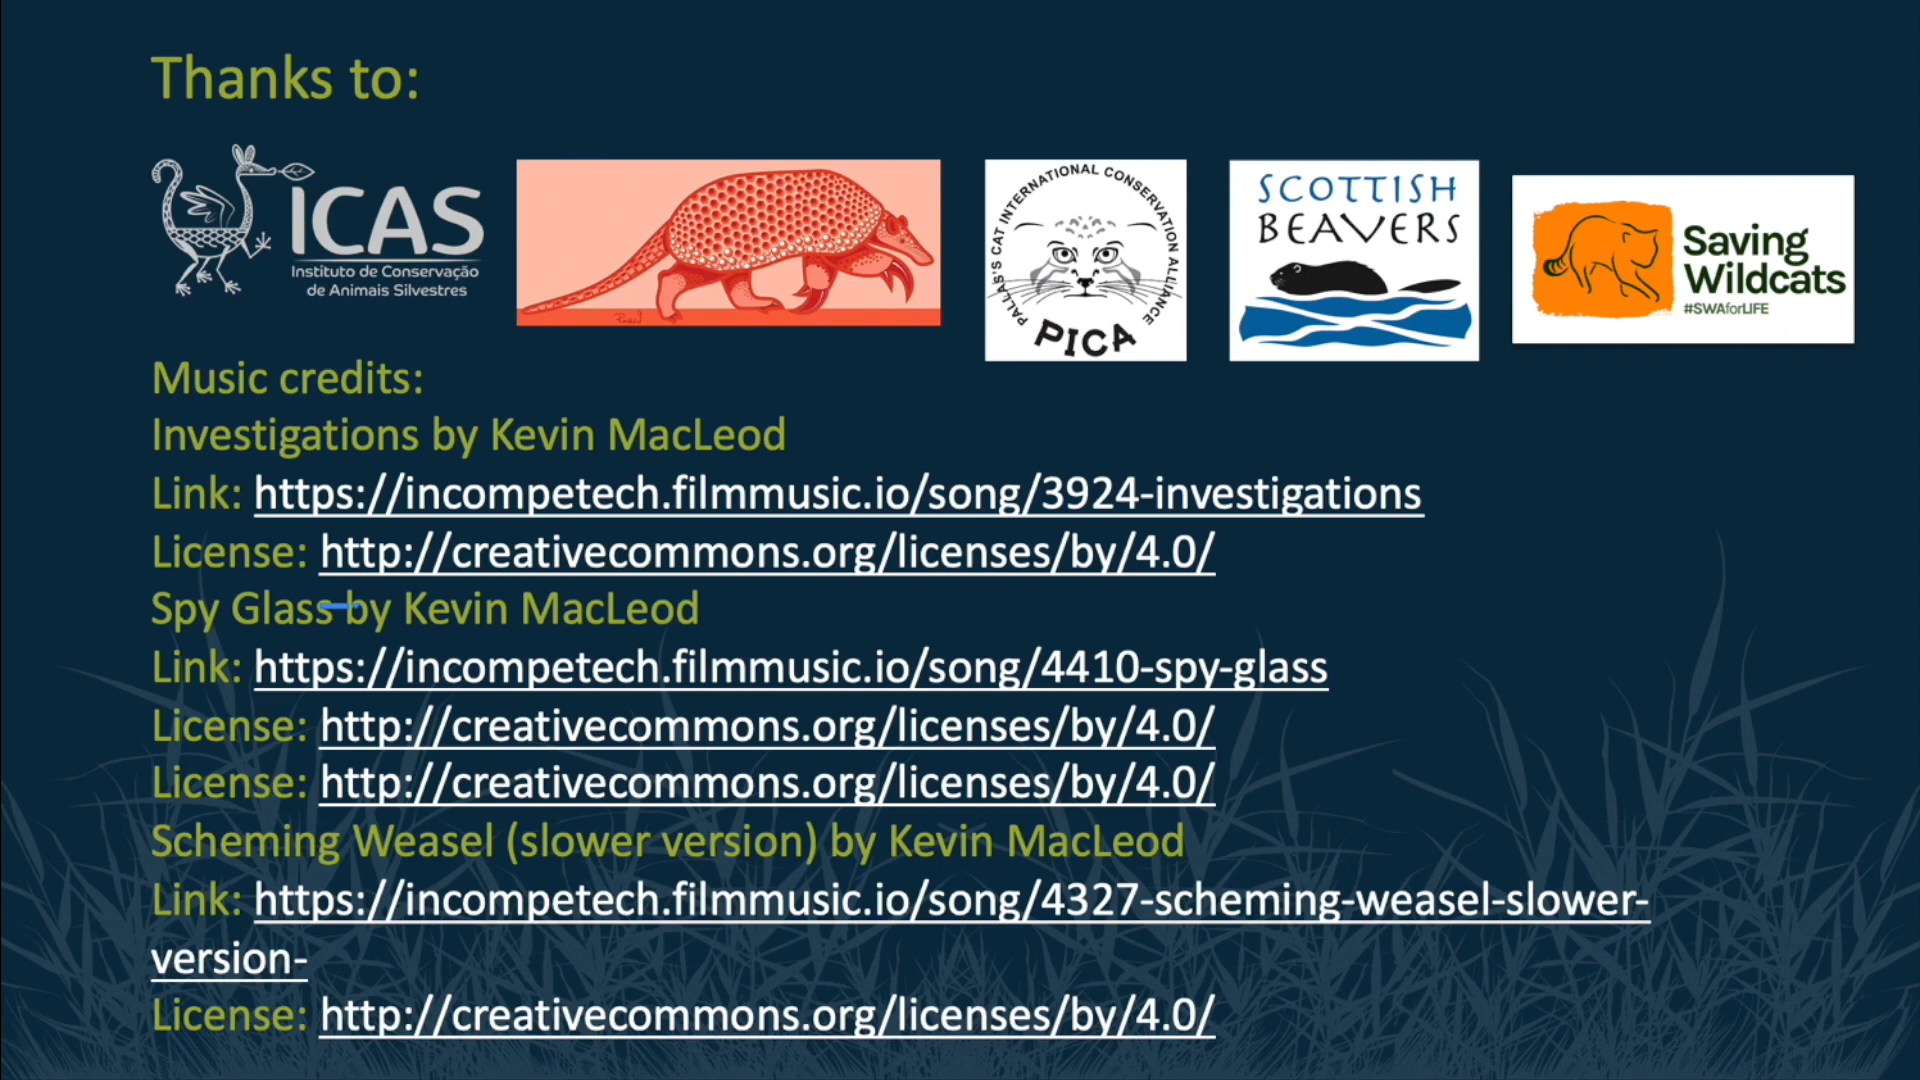 Thanks to:
ICAS
Instituto de Conservação
de Animais Silvestres
PALLAS'S CAT INTERNATIONAL CONSERVATION ALLIANCE
PICA
SCOTTISH
BEAVERS
Saving
Wildcats
#SWAforLIFE
Music credits:
Investigations by Kevin MacLeod
Link: https://incompetech.filmmusic.io/song/3924-investigations
License: http://creativecommons.org/licenses/by/4.0/
Spy Glass by Kevin MacLeod
Link: https://incompetech.filmmusic.io/song/4410-spy-glass
License: http://creativecommons.org/licenses/by/4.0/
License: http://creativecommons.org/licenses/by/4.0/
Scheming Weasel (slower version) by Kevin MacLeod
Link: https://incompetech.filmmusic.io/song/4327-scheming-weasel-slower-
version-
License: http://creativecommons.org/licenses/by/4.0/